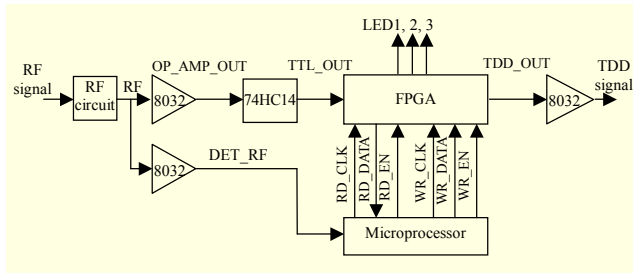 LED1, 2, 3
RF
signal
RF
circuit
RF
OP_AMP_OUT
8032
74HC14
TTL_OUT
FPGA
TDD_OUT
8032
TDD
signal
8032
DET_RF
RD_CLK
RD_DATA
RD_EN
WR_CLK
WR_DATA
WR_EN
Microprocessor